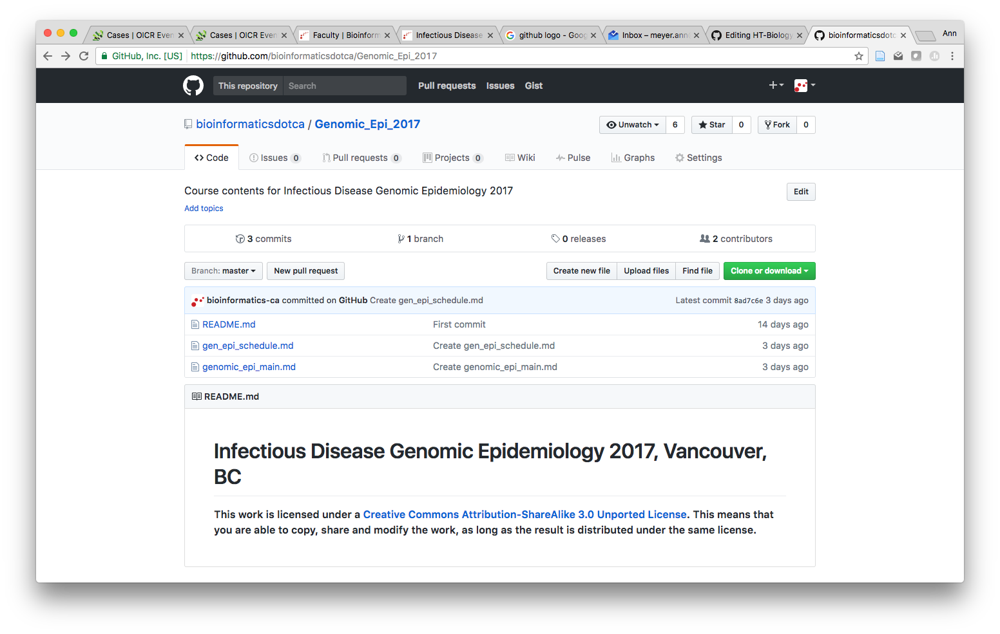 Cases | OICR Even
Cases | OICR Even
Faculty | Bioinform
Infectious Disease
github logo - Goog
Inbox – meyer.ann
Editing HT-Biology
bioinformaticsdotc
Ann
GitHub, Inc. [US] https://github.com/bioinformaticsdotca/Genomic_Epi_2017
This repository Search Pull requests Issues Gist
bioinformaticsdotca / Genomic_Epi_2017 Unwatch 6 Star 0 Fork 0
Code Issues 0 Pull requests 0 Projects 0 Wiki Pulse Graphs Settings
Course contents for Infectious Disease Genomic Epidemiology 2017 Edit
Add topics
3 commits 1 branch 0 releases 2 contributors
Branch: master New pull request Create new file Upload files Find file Clone or download
bioinformatics-ca committed on GitHub Create gen_epi_schedule.md Latest commit 8ad7c6e 3 days ago
README.md First commit 14 days ago
gen_epi_schedule.md Create gen_epi_schedule.md 3 days ago
genomic_epi_main.md Create genomic_epi_main.md 3 days ago
README.md
Infectious Disease Genomic Epidemiology 2017, Vancouver,
BC
This work is licensed under a Creative Commons Attribution-ShareAlike 3.0 Unported License. This means that
you are able to copy, share and modify the work, as long as the result is distributed under the same license.